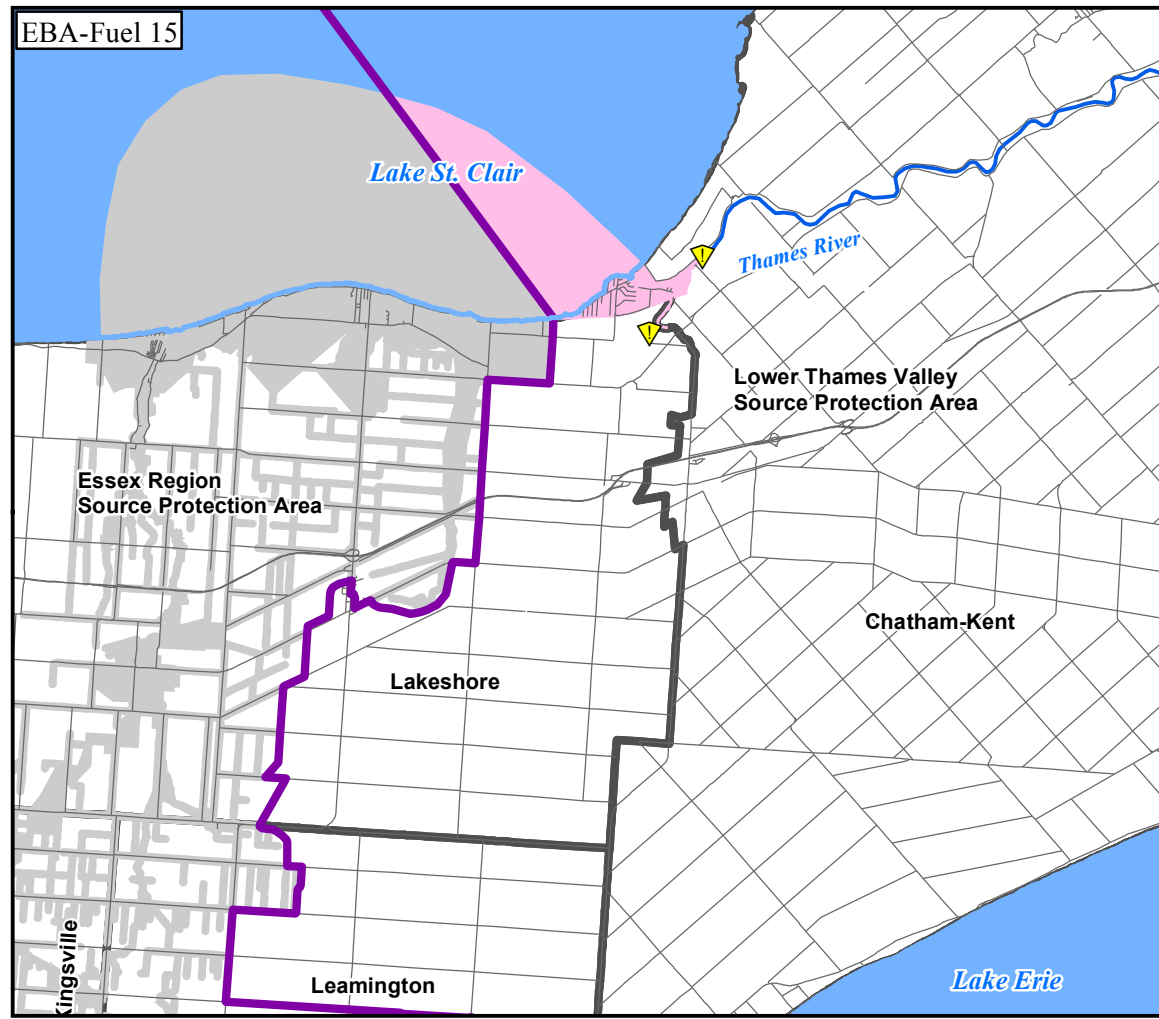 EBA-Fuel 15
Lake St. Clair
Thames River
!
!
Lower Thames Valley
Source Protection Area
Essex Region
Source Protection Area
Chatham-Kent
Lakeshore
Kingsville
Leamington
Lake Erie